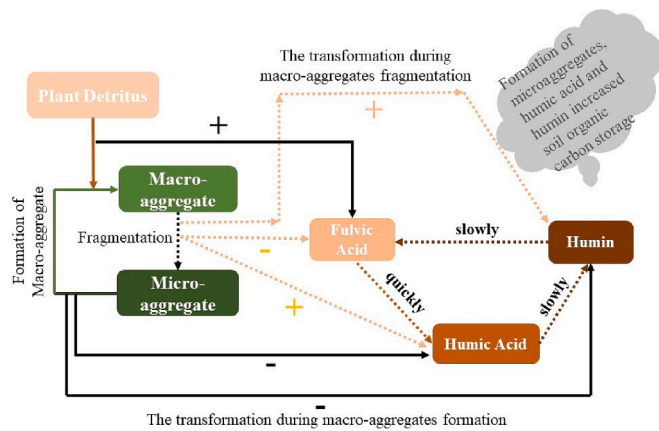 The transformation during
macro-aggregates fragmentation
Formation of
microaggregates,
humic acid and
humin increased
soil organic
carbon storage
Plant Detritus
+
+
Formation of
Macro-aggregate
Macro-
aggregate
Fragmentation
-
Fulvic
Acid
slowly
Humin
Micro-
aggregate
+
quickly
slowly
Humic Acid
-
-
The transformation during macro-aggregates formation